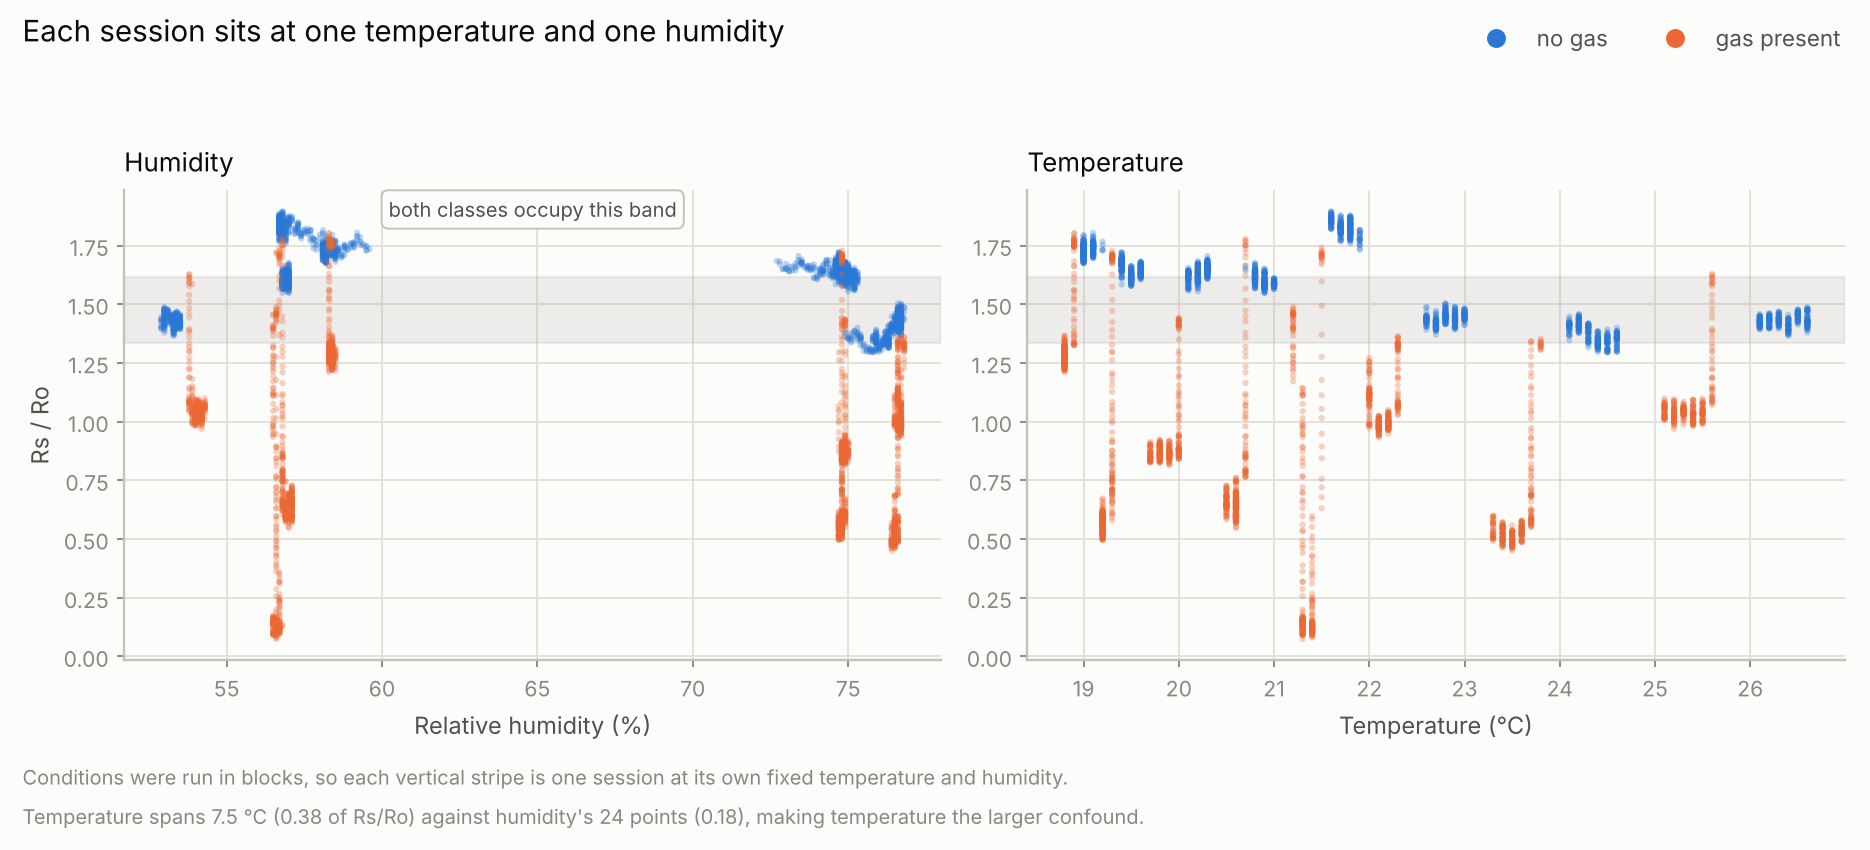 Each session sits at one temperature and one humidity
no gas
gas present
Humidity
both classes occupy this band
1.75
1.50
1.25
1.00
0.75
0.50
0.25
0.00
Rs / Ro
55
60
65
70
75
Relative humidity (%)
Temperature
1.75
1.50
1.25
1.00
0.75
0.50
0.25
0.00
19
20
21
22
23
24
25
26
Temperature (°C)
Conditions were run in blocks, so each vertical stripe is one session at its own fixed temperature and humidity.
Temperature spans 7.5 °C (0.38 of Rs/Ro) against humidity's 24 points (0.18), making temperature the larger confound.